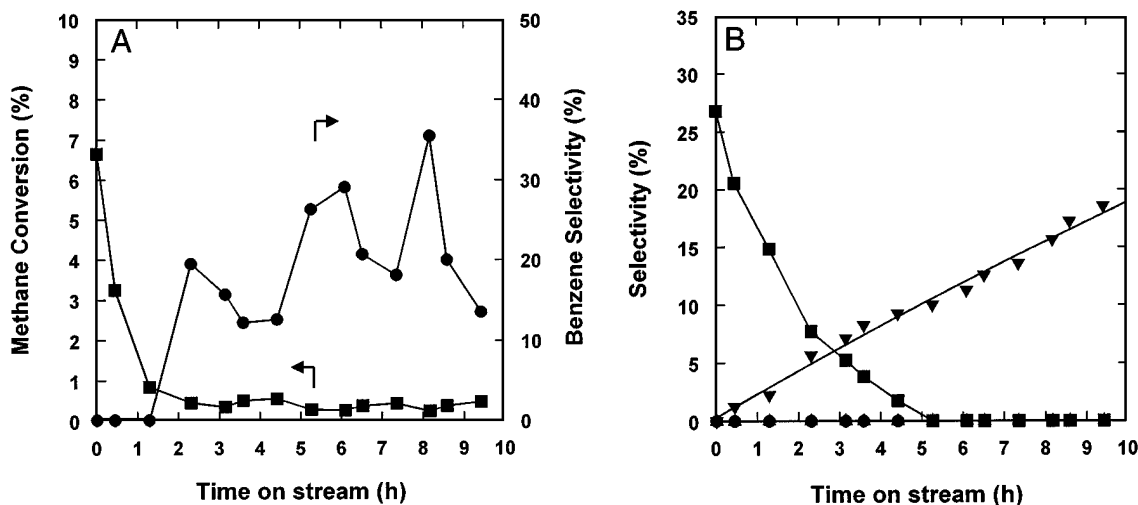 A
Methane Conversion (%)
10
9
8
7
6
5
4
3
2
1
0
50
40
30
20
10
0
Benzene Selectivity (%)
0 1 2 3 4 5 6 7 8 9 10
Time on stream (h)
B
Selectivity (%)
35
30
25
20
15
10
5
0
0 1 2 3 4 5 6 7 8 9 10
Time on stream (h)